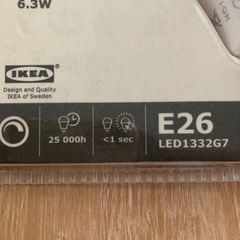 6.3W
IKEA
Design and Quality
IKEA of Sweden
25 000h
<1 sec
E26
LED1332G7